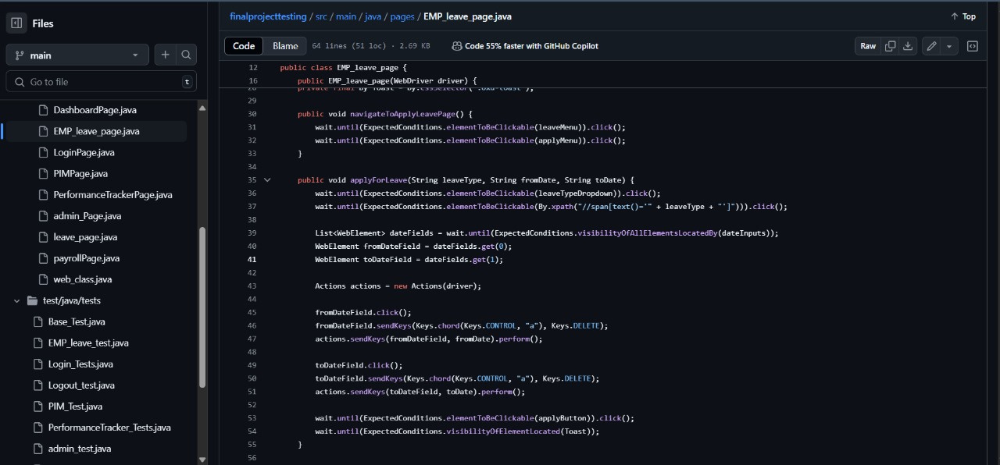 Files
main
Go to file
t
DashboardPage.java
EMP_leave_page.java
LoginPage.java
PIMPage.java
PerformanceTrackerPage.java
admin_Page.java
leave_page.java
payrollPage.java
web_class.java
test/java/tests
Base_Test.java
EMP_leave_test.java
Login_Tests.java
Logout_test.java
PIM_Test.java
PerformanceTracker_Tests.java
admin_test.java
finalprojecttesting / src / main / java / pages / EMP_leave_page.java
Top
Code Blame 64 lines (51 loc) · 2.69 KB Code 55% faster with GitHub Copilot Raw
12 public class EMP_leave_page {
16 public EMP_leave_page(WebDriver driver) {
28 private final By Toast = By.cssSelector(".oxd-toast");
29
30 public void navigateToApplyLeavePage() {
31 wait.until(ExpectedConditions.elementToBeClickable(leaveMenu)).click();
32 wait.until(ExpectedConditions.elementToBeClickable(applyMenu)).click();
33 }
34
35 public void applyForLeave(String leaveType, String fromDate, String toDate) {
36 wait.until(ExpectedConditions.elementToBeClickable(leaveTypeDropdown)).click();
37 wait.until(ExpectedConditions.elementToBeClickable(By.xpath("//span[text()='" + leaveType + "']"))).click();
38
39 List<WebElement> dateFields = wait.until(ExpectedConditions.visibilityOfAllElementsLocatedBy(dateInputs));
40 WebElement fromDateField = dateFields.get(0);
41 WebElement toDateField = dateFields.get(1);
42
43 Actions actions = new Actions(driver);
44
45 fromDateField.click();
46 fromDateField.sendKeys(Keys.chord(Keys.CONTROL, "a"), Keys.DELETE);
47 actions.sendKeys(fromDateField, fromDate).perform();
48
49 toDateField.click();
50 toDateField.sendKeys(Keys.chord(Keys.CONTROL, "a"), Keys.DELETE);
51 actions.sendKeys(toDateField, toDate).perform();
52
53 wait.until(ExpectedConditions.elementToBeClickable(applyButton)).click();
54 wait.until(ExpectedConditions.visibilityOfElementLocated(Toast));
55 }
56